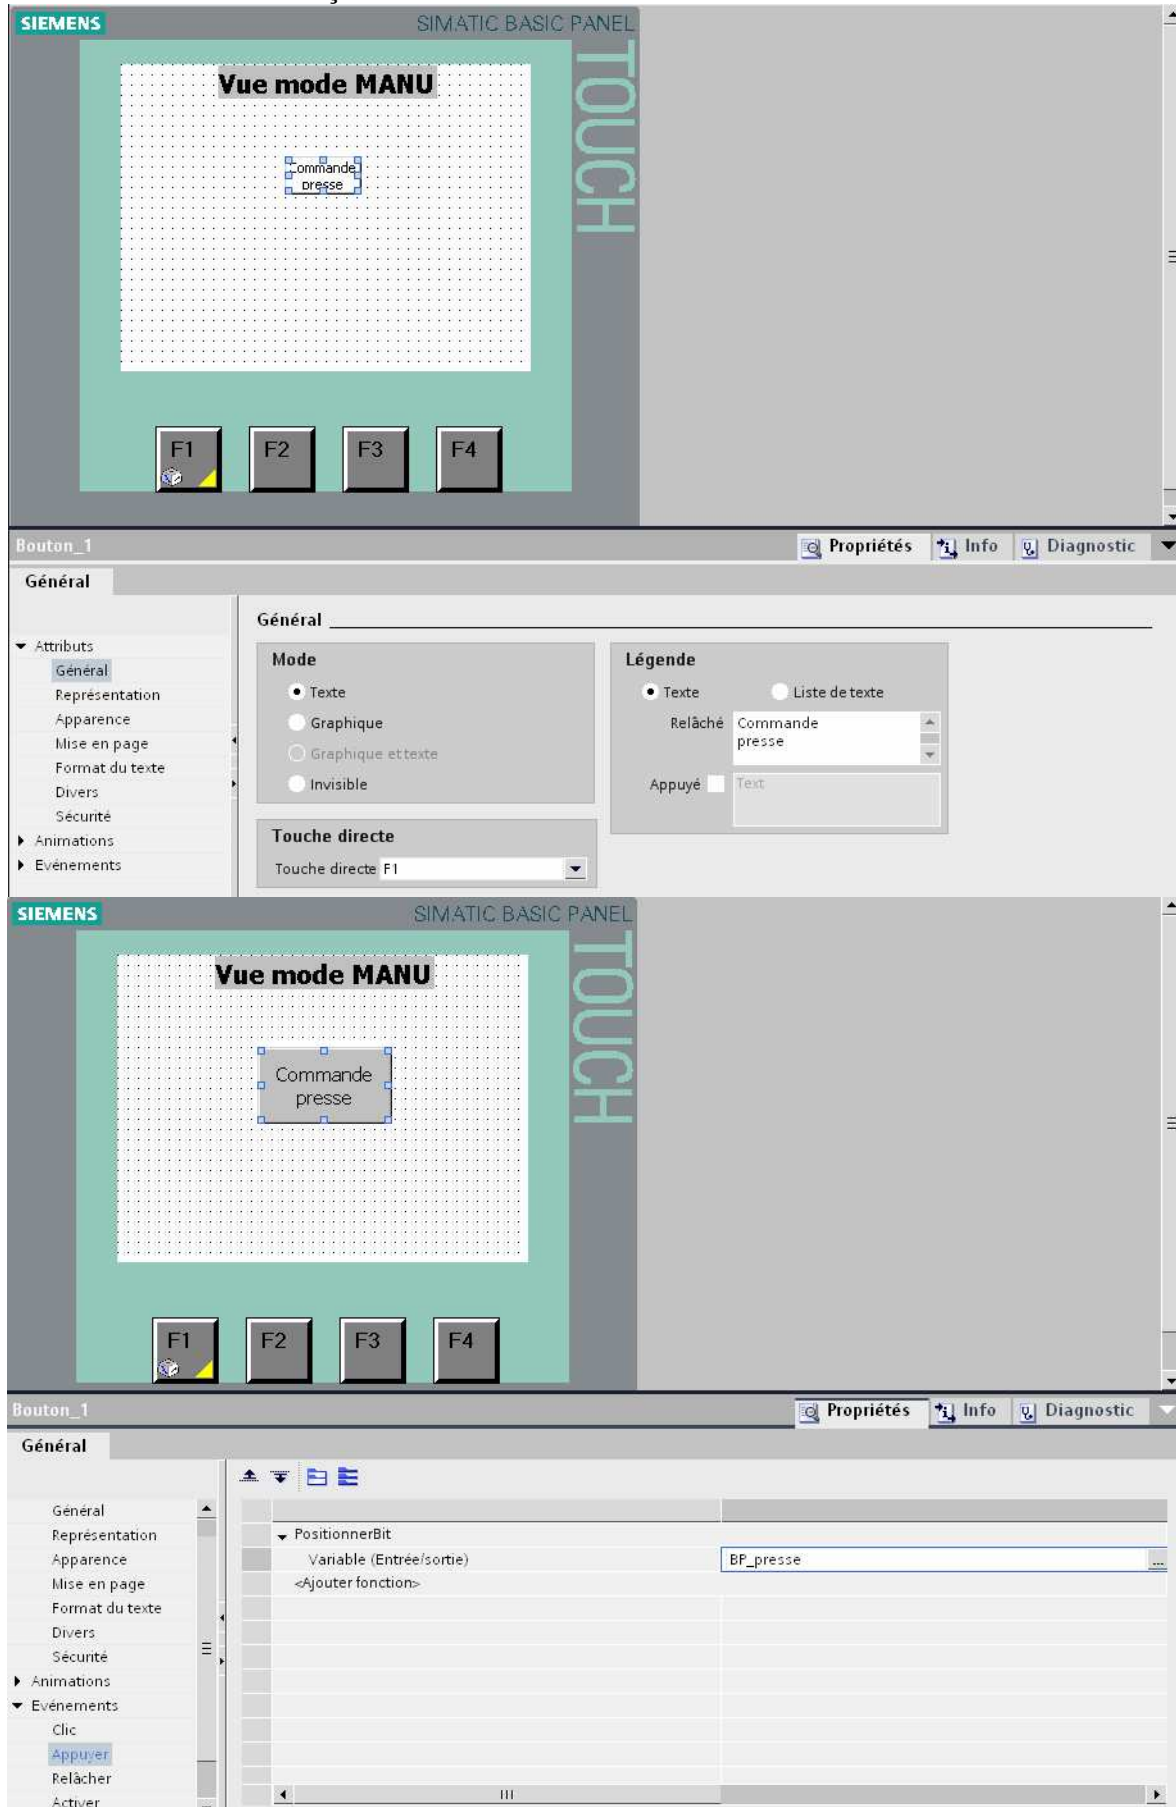 SIEMENS SIMATIC BASIC PANEL
TOUCH
Vue mode MANU
Commande
presse
F1 F2 F3 F4
Bouton_1 Propriétés Info Diagnostic
Général
Général
Attributs
Général
Représentation
Apparence
Mise en page
Format du texte
Divers
Sécurité
Animations
Evénements
Mode
Texte
Graphique
Graphique et texte
Invisible
Touche directe
Touche directe F1
Légende
Texte Liste de texte
Relâché Commande
presse
Appuyé Text
SIEMENS SIMATIC BASIC PANEL
TOUCH
Vue mode MANU
Commande
presse
F1 F2 F3 F4
Bouton_1 Propriétés Info Diagnostic
Général
Général
Représentation
Apparence
Mise en page
Format du texte
Divers
Sécurité
Animations
Evénements
Clic
Appuyer
Relâcher
Activer
PositionnerBit
Variable (Entrée/sortie) BP_presse ...
<Ajouter fonction>